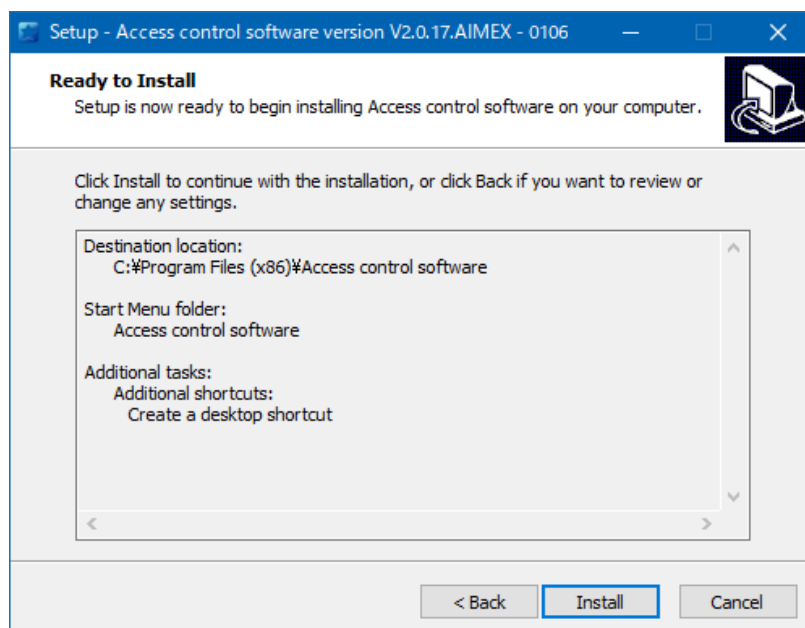 Setup - Access control software version V2.0.17.AIMEX - 0106
Ready to Install
Setup is now ready to begin installing Access control software on your computer.
Click Install to continue with the installation, or click Back if you want to review or
change any settings.
Destination location:
C:¥Program Files (x86)¥Access control software
Start Menu folder:
Access control software
Additional tasks:
Additional shortcuts:
Create a desktop shortcut
< Back
Install
Cancel